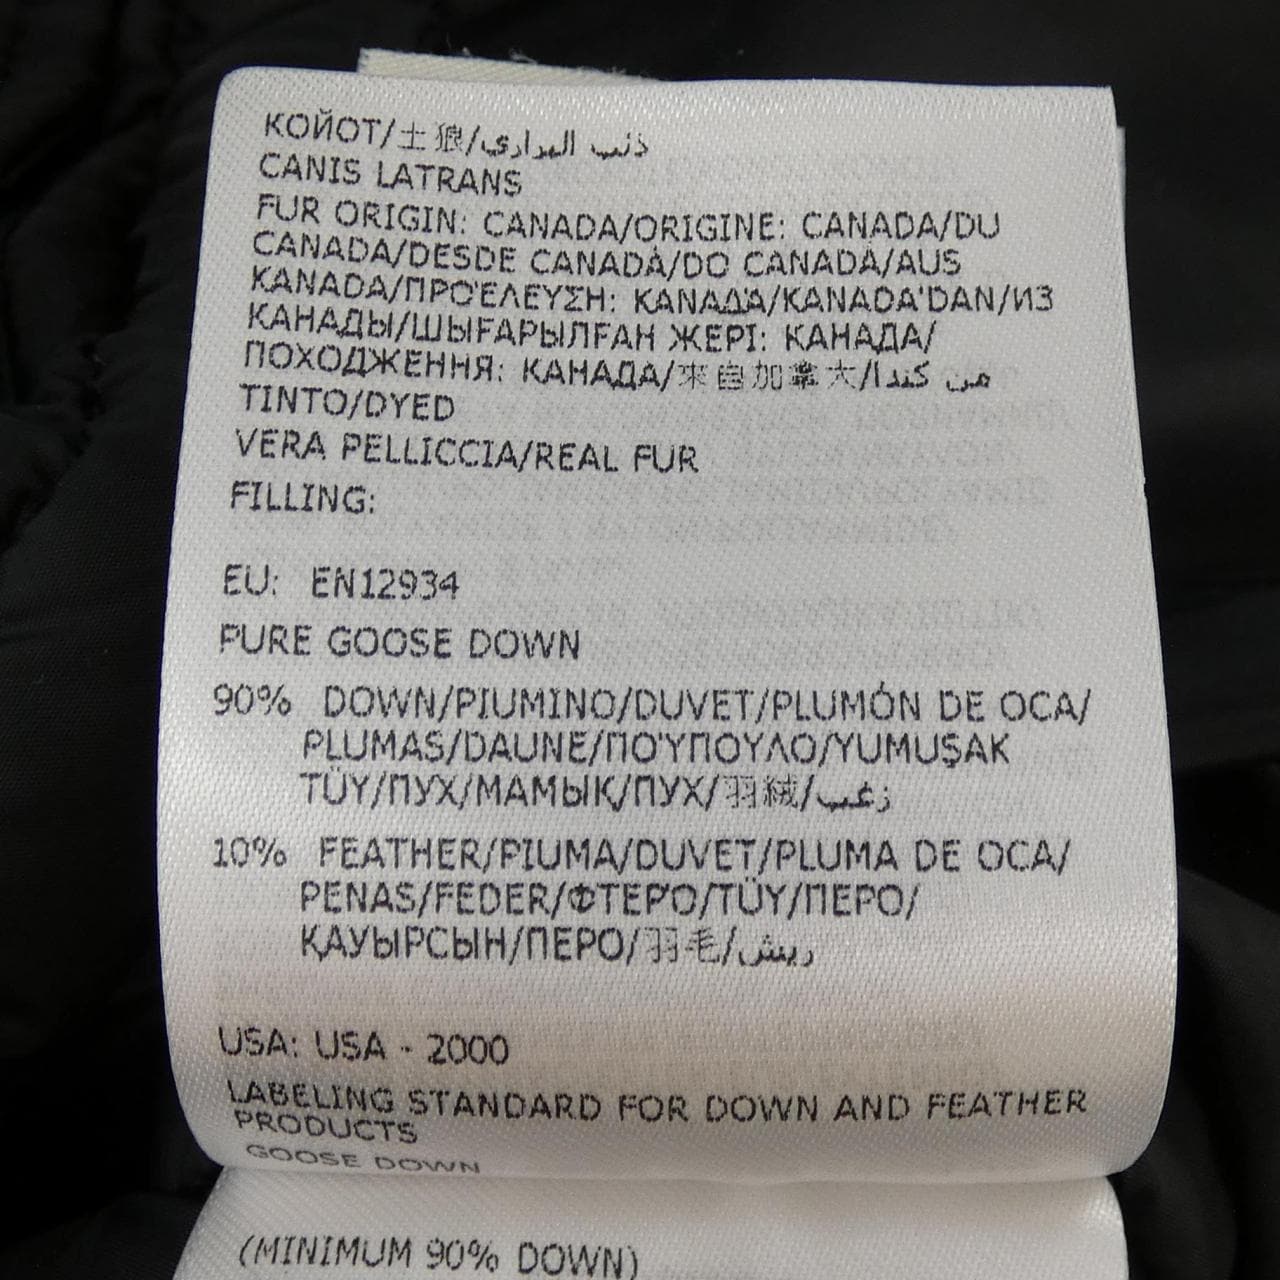 КОЙОТ/土狼/ذئب البراري
CANIS LATRANS
FUR ORIGIN: CANADA/ORIGINE: CANADA/DU
CANADA/DESDE CANADÁ/DO CANADÁ/AUS
KANADA/ΠΡΟΈΛΕΥΣΗ: ΚΑΝΑΔΆ/KANADA'DAN/ИЗ
КАНАДЫ/ШЫҒАРЫЛҒАН ЖЕРІ: КАНАДА/
ПОХОДЖЕННЯ: КАНАДА/來自加拿大/من كندا
TINTO/DYED
VERA PELLICCIA/REAL FUR
FILLING:
EU: EN12934
PURE GOOSE DOWN
90% DOWN/PIUMINO/DUVET/PLUMÓN DE OCA/
PLUMAS/DAUNE/ΠΟΎΠΟΥΛΟ/YUMUŞAK
TÜY/ПУХ/МАМЫҚ/ПУХ/羽絨/زغب
10% FEATHER/PIUMA/DUVET/PLUMA DE OCA/
PENAS/FEDER/ΦΤΕΡΌ/TÜY/ПЕРО/
ҚАУЫРСЫН/ПЕРО/羽毛/ريش
USA: USA - 2000
LABELING STANDARD FOR DOWN AND FEATHER
PRODUCTS
GOOSE DOWN
(MINIMUM 90% DOWN)